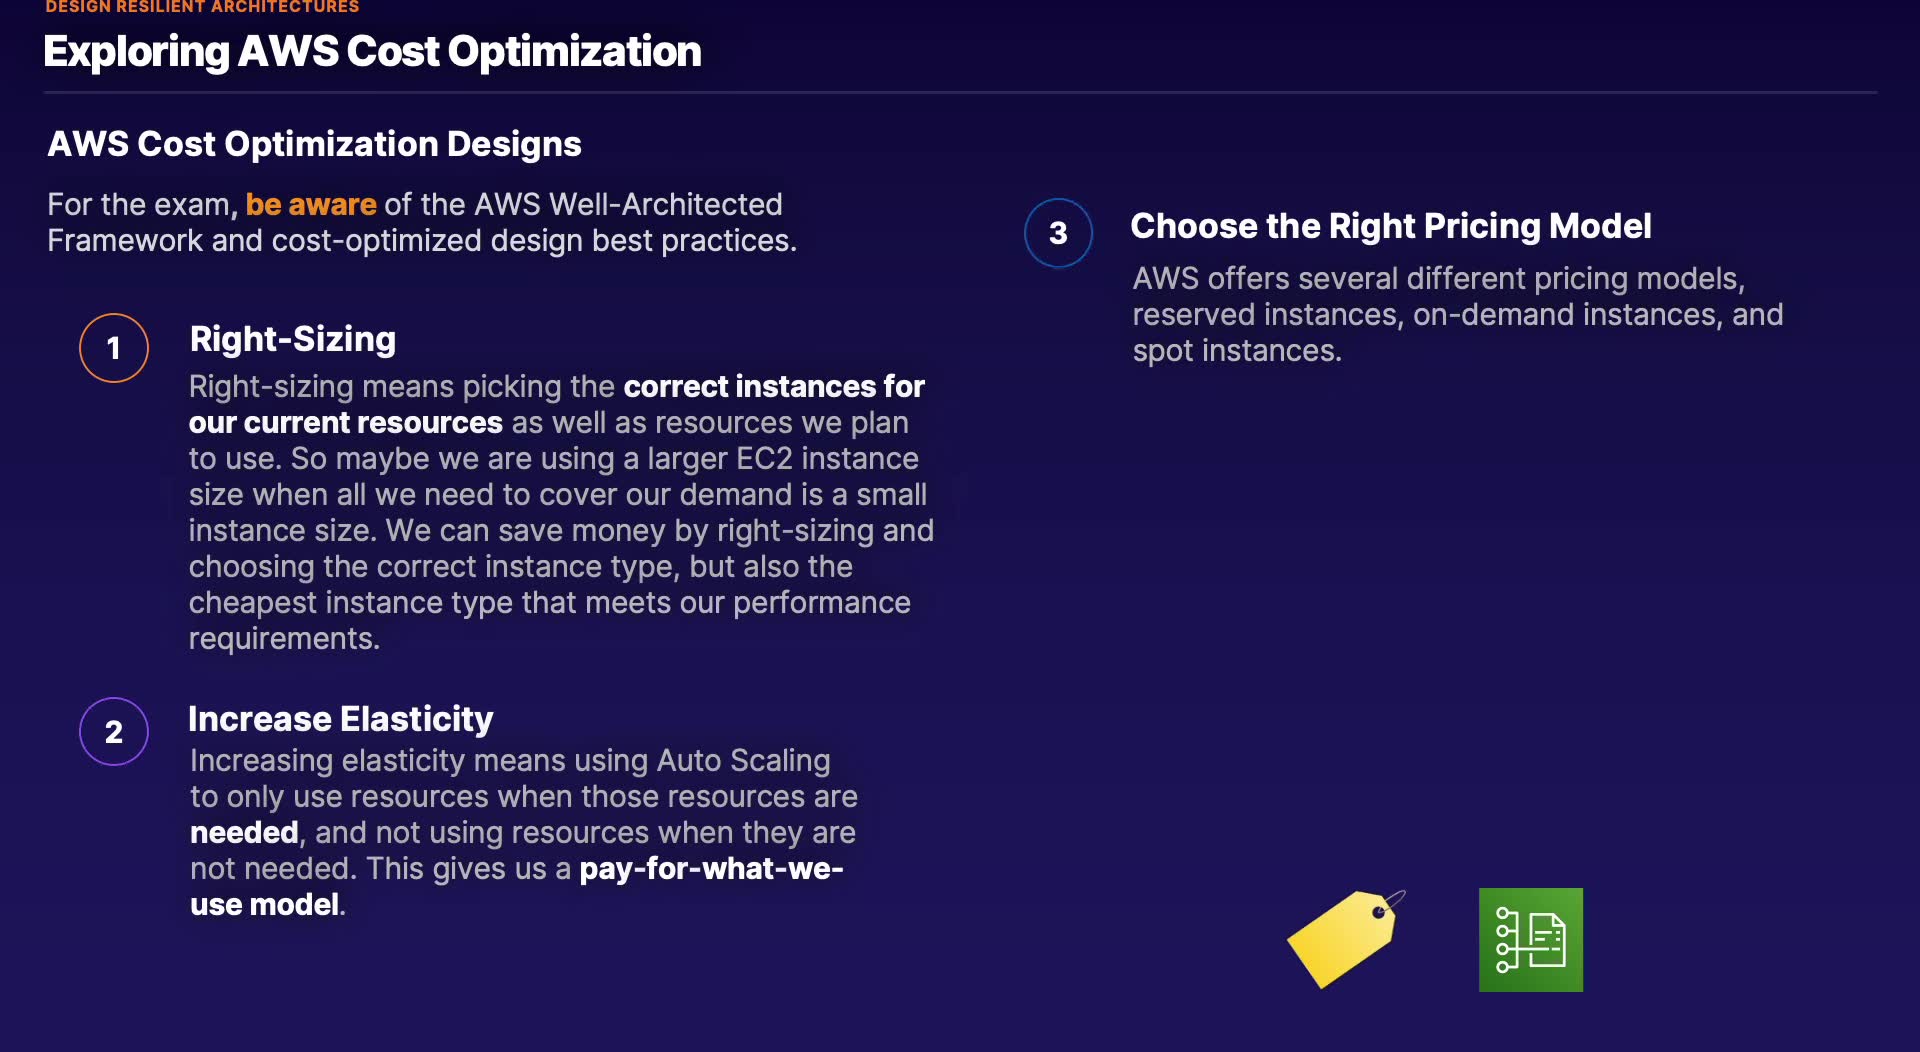 DESIGN RESILIENT ARCHITECTURES
Exploring AWS Cost Optimization
AWS Cost Optimization Designs
For the exam, be aware of the AWS Well-Architected
Framework and cost-optimized design best practices.
1
Right-Sizing
Right-sizing means picking the correct instances for
our current resources as well as resources we plan
to use. So maybe we are using a larger EC2 instance
size when all we need to cover our demand is a small
instance size. We can save money by right-sizing and
choosing the correct instance type, but also the
cheapest instance type that meets our performance
requirements.
2
Increase Elasticity
Increasing elasticity means using Auto Scaling
to only use resources when those resources are
needed, and not using resources when they are
not needed. This gives us a pay-for-what-we-
use model.
3
Choose the Right Pricing Model
AWS offers several different pricing models,
reserved instances, on-demand instances, and
spot instances.